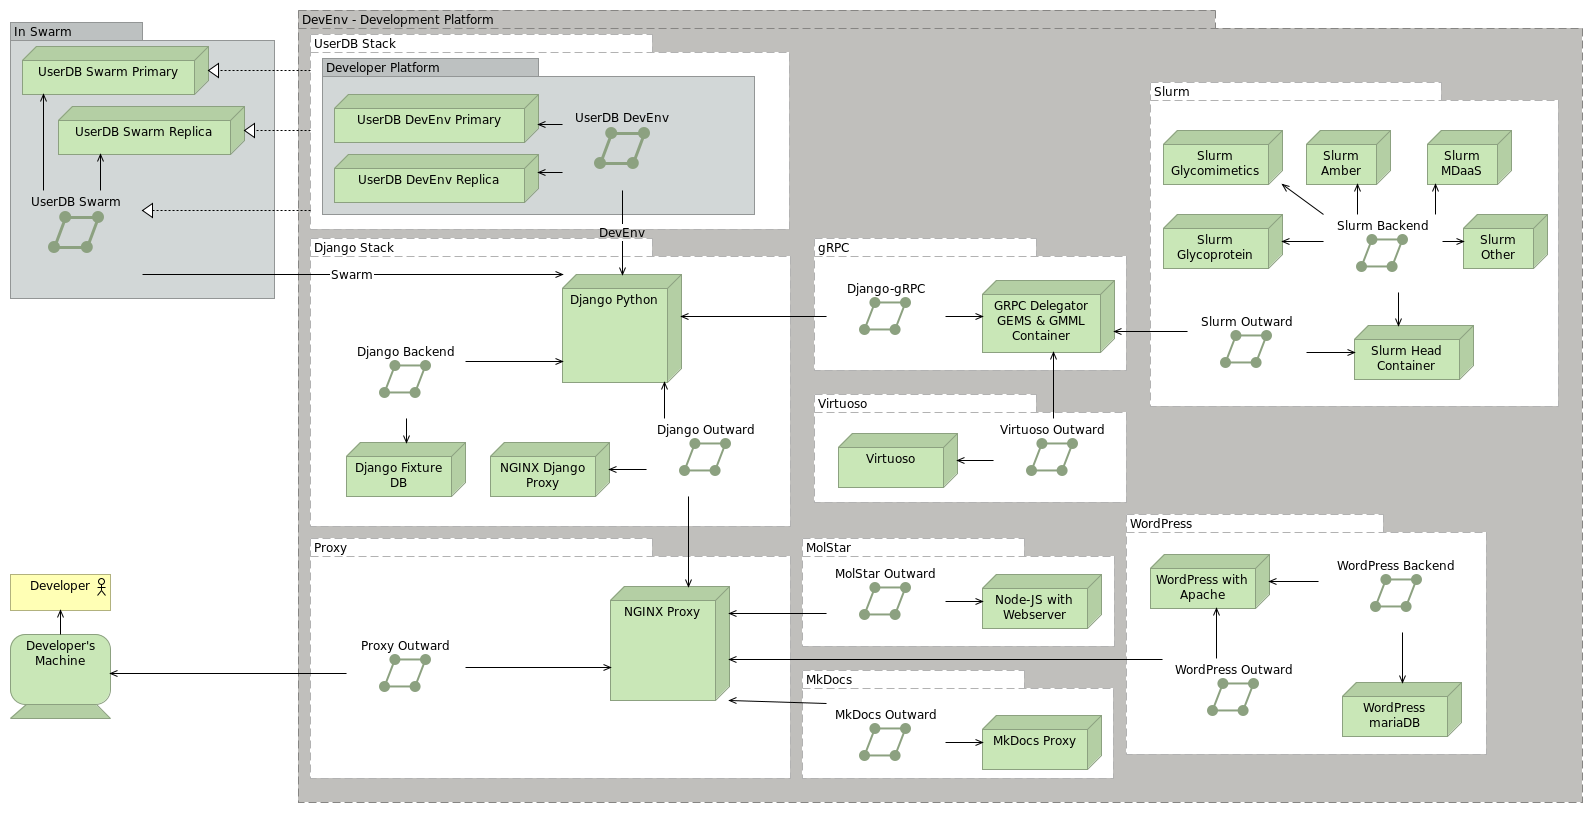 DevEnv - Development Platform
In Swarm
UserDB Swarm Primary
UserDB Swarm Replica
UserDB Swarm
UserDB Stack
Developer Platform
UserDB DevEnv Primary
UserDB DevEnv Replica
UserDB DevEnv
DevEnv
Swarm
Django Stack
Django Python
Django Backend
Django Outward
Django Fixture
DB
NGINX Django
Proxy
gRPC
Django-gRPC
GRPC Delegator
GEMS & GMML
Container
Virtuoso
Virtuoso
Virtuoso Outward
Slurm
Slurm
Glycomimetics
Slurm
Amber
Slurm
MDaaS
Slurm Backend
Slurm
Glycoprotein
Slurm
Other
Slurm Outward
Slurm Head
Container
Proxy
NGINX Proxy
Proxy Outward
Developer
Developer's
Machine
MolStar
MolStar Outward
Node-JS with
Webserver
MkDocs
MkDocs Outward
MkDocs Proxy
WordPress
WordPress with
Apache
WordPress Backend
WordPress Outward
WordPress
mariaDB